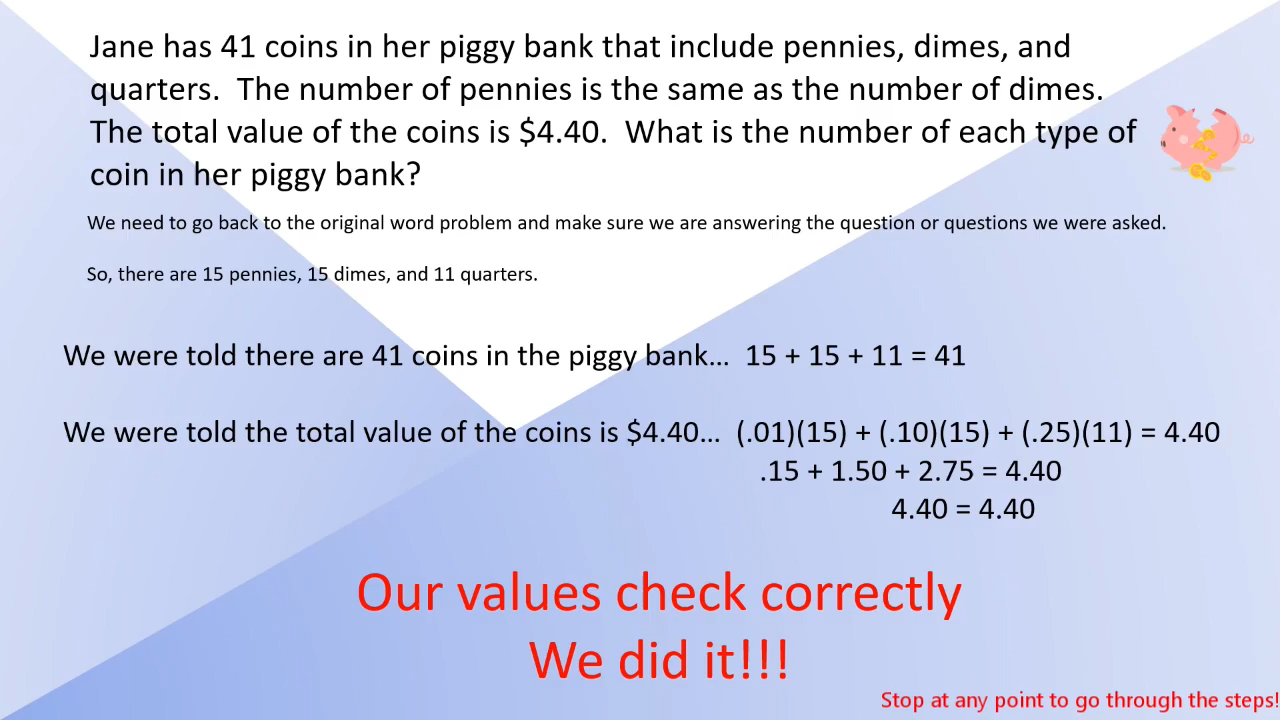 Jane has 41 coins in her piggy bank that include pennies, dimes, and
quarters.  The number of pennies is the same as the number of dimes.
The total value of the coins is $4.40.  What is the number of each type of
coin in her piggy bank?
We need to go back to the original word problem and make sure we are answering the question or questions we were asked.
So, there are 15 pennies, 15 dimes, and 11 quarters.
We were told there are 41 coins in the piggy bank...  15 + 15 + 11 = 41
We were told the total value of the coins is $4.40...  (.01)(15) + (.10)(15) + (.25)(11) = 4.40
.15 + 1.50 + 2.75 = 4.40
4.40 = 4.40
Our values check correctly
We did it!!!
Stop at any point to go through the steps!